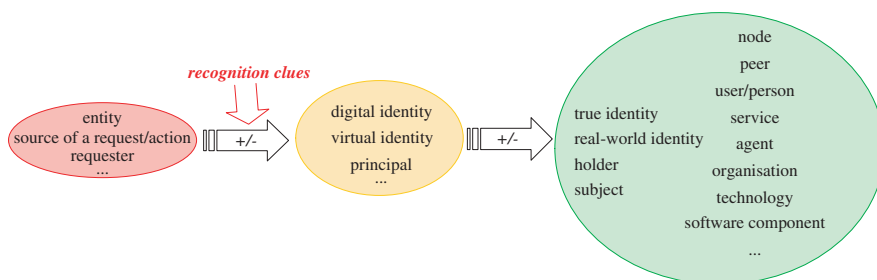 recognition clues
entity
source of a request/action
requester
...
+/-
digital identity
virtual identity
principal
...
+/-
true identity
real-world identity
holder
subject
node
peer
user/person
service
agent
organisation
technology
software component
...